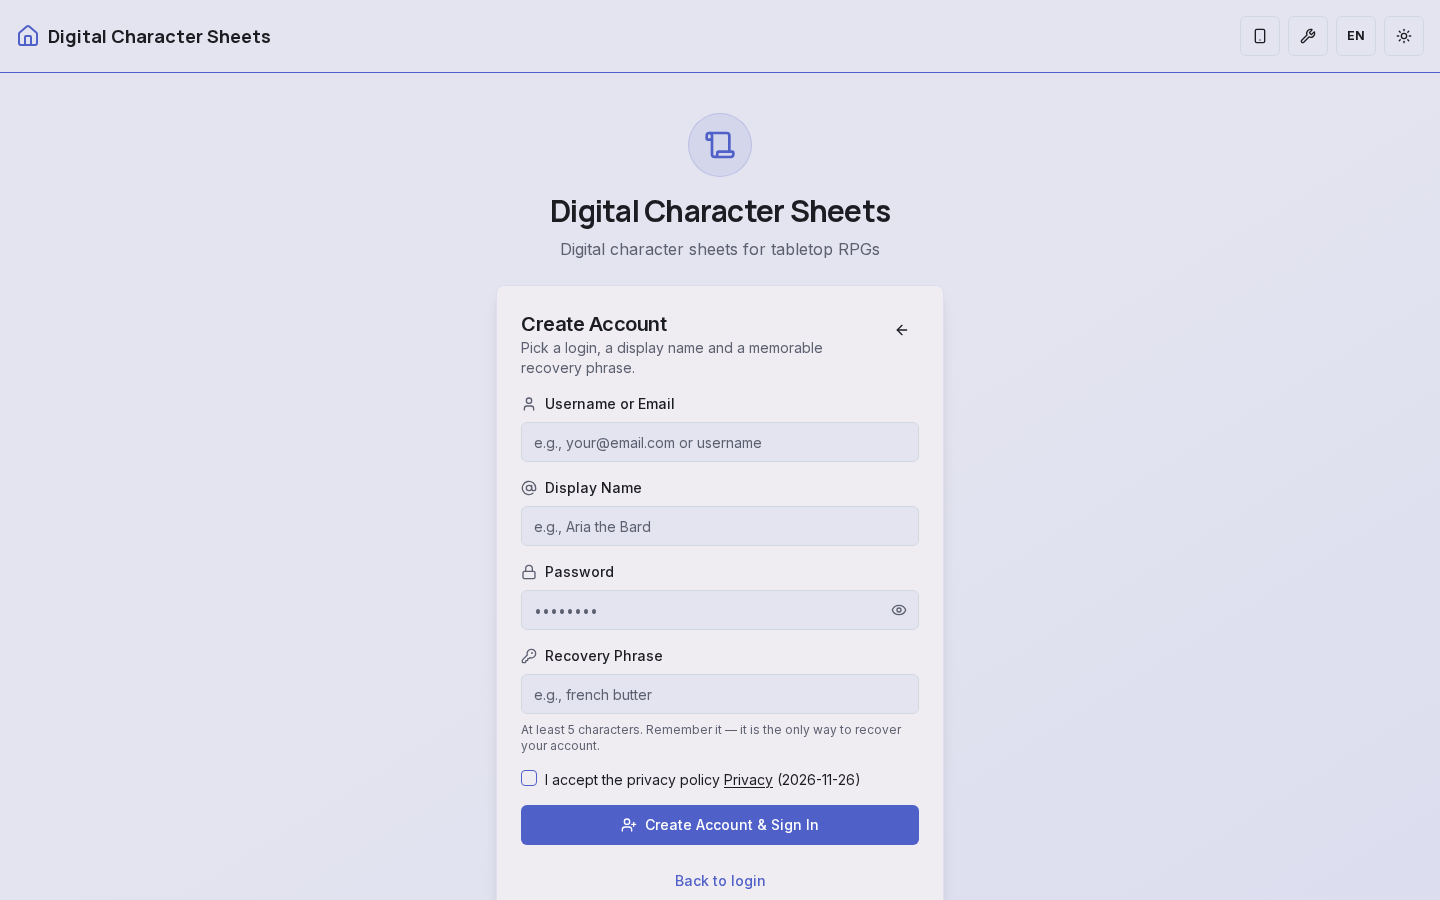 Digital Character Sheets
EN
Digital Character Sheets
Digital character sheets for tabletop RPGs
Create Account
Pick a login, a display name and a memorable
recovery phrase.
Username or Email
e.g., your@email.com or username
Display Name
e.g., Aria the Bard
Password
••••••••
Recovery Phrase
e.g., french butter
At least 5 characters. Remember it — it is the only way to recover
your account.
I accept the privacy policy Privacy (2026-11-26)
Create Account & Sign In
Back to login